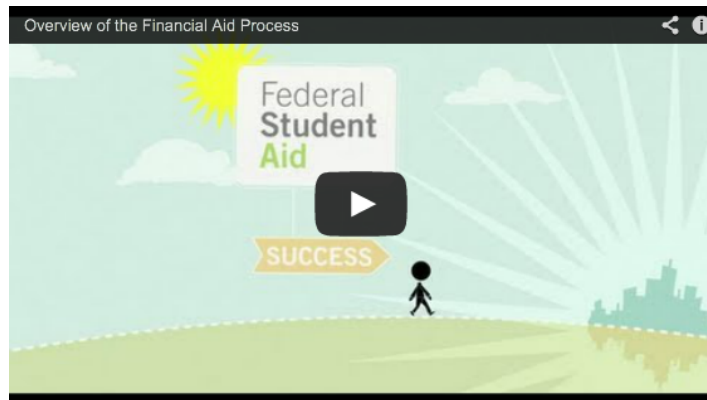 Overview of the Financial Aid Process
Federal
Student
Aid
SUCCESS